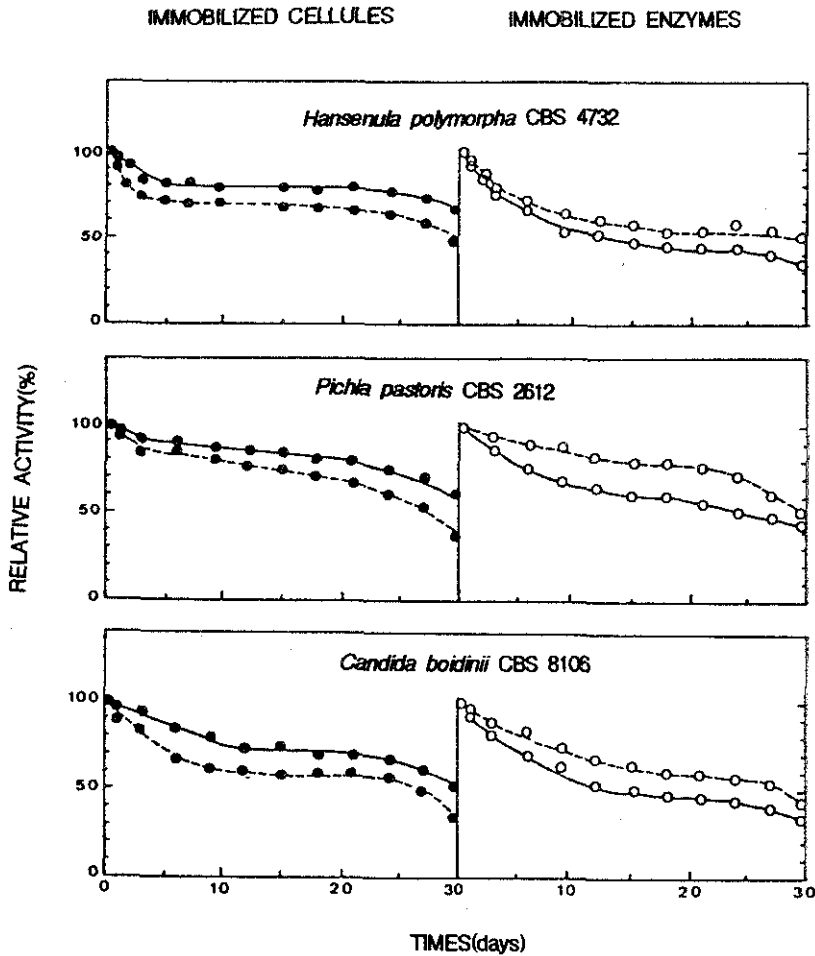 IMMOBILIZED CELLULES IMMOBILIZED ENZYMES
Hansenula polymorpha CBS 4732
100
50
0
Pichia pastoris CBS 2612
100
50
0
RELATIVE ACTIVITY(%)
Candida boidinii CBS 8106
100
50
0
0 10 20 30 10 20 30
TIMES(days)